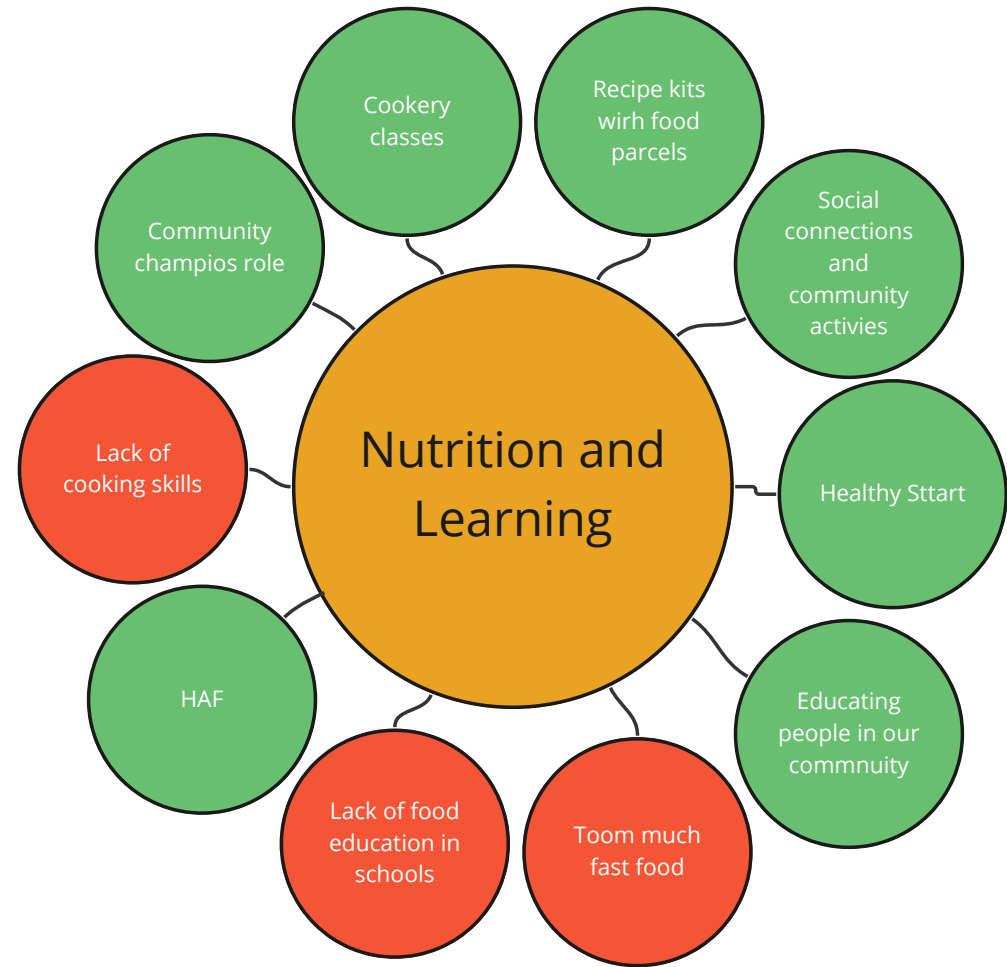 Cookery
classes
Recipe kits
wirh food
parcels
Social
connections
and
community
activies
Community
champios role
Nutrition and
Learning
Lack of
cooking skills
Healthy Sttart
HAF
Educating
people in our
commnuity
Lack of food
education in
schools
Toom much
fast food